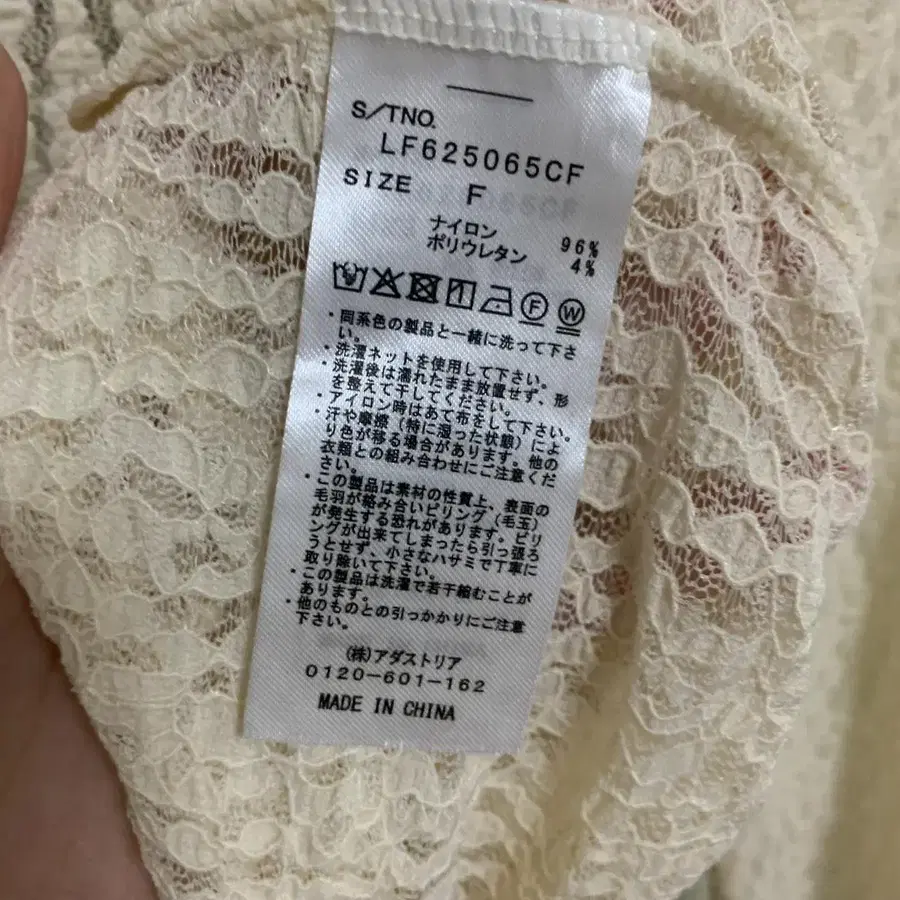 S/TNO.
LF625065CF
SIZE F
ナイロン 96%
ポリウレタン 4%
F W
・同系色の製品と一緒に洗って下さ
い。
・洗濯ネットを使用して下さい。
・洗濯後は濡れたまま放置せず、形
を整えて干してください。
・アイロン時はあて布をして下さい。
・汗や摩擦（特に湿った状態）によ
り色が移る場合があります。他の
衣類との組み合わせにご注意くだ
さい。
・この製品は素材の性質上、表面の
毛羽が絡み合いピリング（毛玉）
が発生する恐れがあります。ピリ
ングが出来てしまったら引っ張ろ
うとせず、小さなハサミで丁寧に
取り除いて下さい。
・この製品は洗濯で若干縮むことが
あります。
・他のものとの引っかかりにご注意
下さい。
(株)アダストリア
0120-601-162
MADE IN CHINA